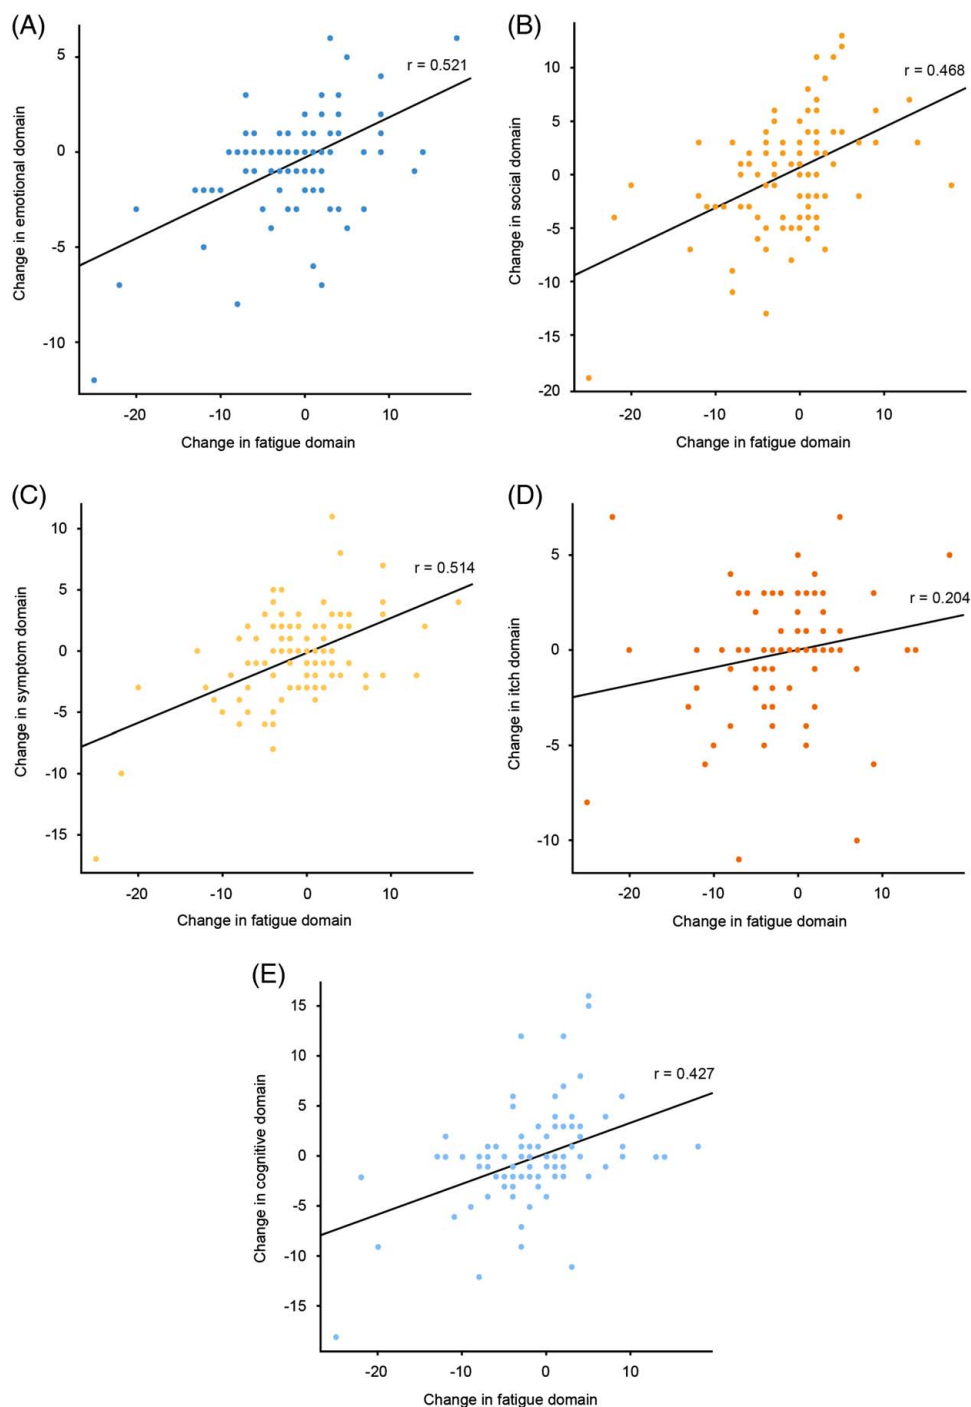 (A)
5
0
-5
-10
Change in emotional domain
r = 0.521
-20 -10 0 10
Change in fatigue domain
(B)
10
5
0
-5
-10
-15
-20
Change in social domain
r = 0.468
-20 -10 0 10
Change in fatigue domain
(C)
10
5
0
-5
-10
-15
Change in symptom domain
r = 0.514
-20 -10 0 10
Change in fatigue domain
(D)
5
0
-5
-10
Change in itch domain
r = 0.204
-20 -10 0 10
Change in fatigue domain
(E)
15
10
5
0
-5
-10
-15
Change in cognitive domain
r = 0.427
-20 -10 0 10
Change in fatigue domain